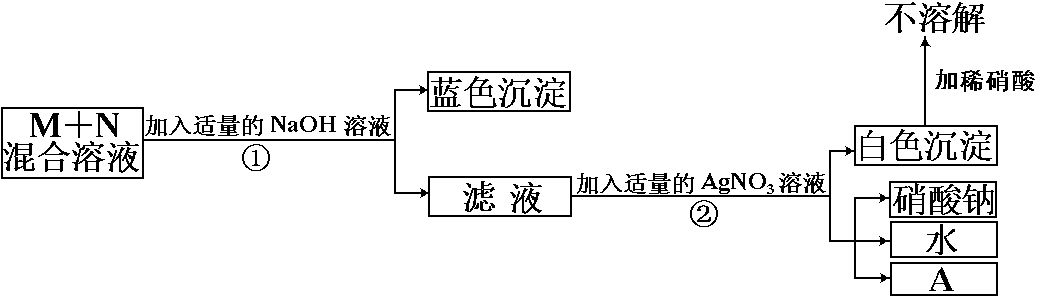 M+N
混合溶液
加入适量的 NaOH 溶液
①
蓝色沉淀
滤 液
加入适量的 AgNO₃ 溶液
②
不溶解
加稀硝酸
白色沉淀
硝酸钠
水
A